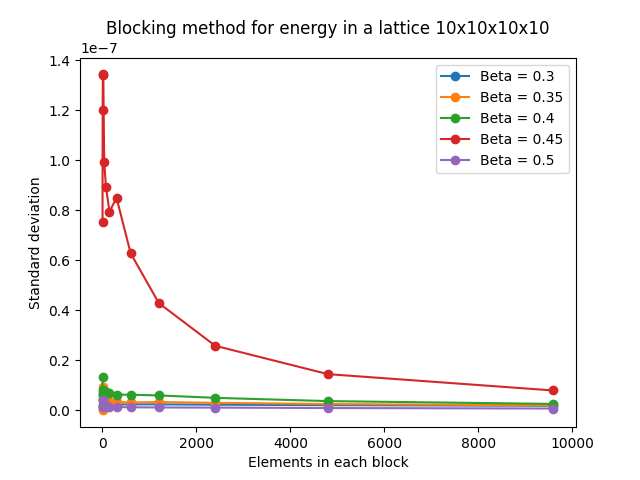 Blocking method for energy in a lattice 10x10x10x10
1e−7
1.4
1.2
1.0
0.8
0.6
0.4
0.2
0.0
Standard deviation
Beta = 0.3
Beta = 0.35
Beta = 0.4
Beta = 0.45
Beta = 0.5
0 2000 4000 6000 8000 10000
Elements in each block